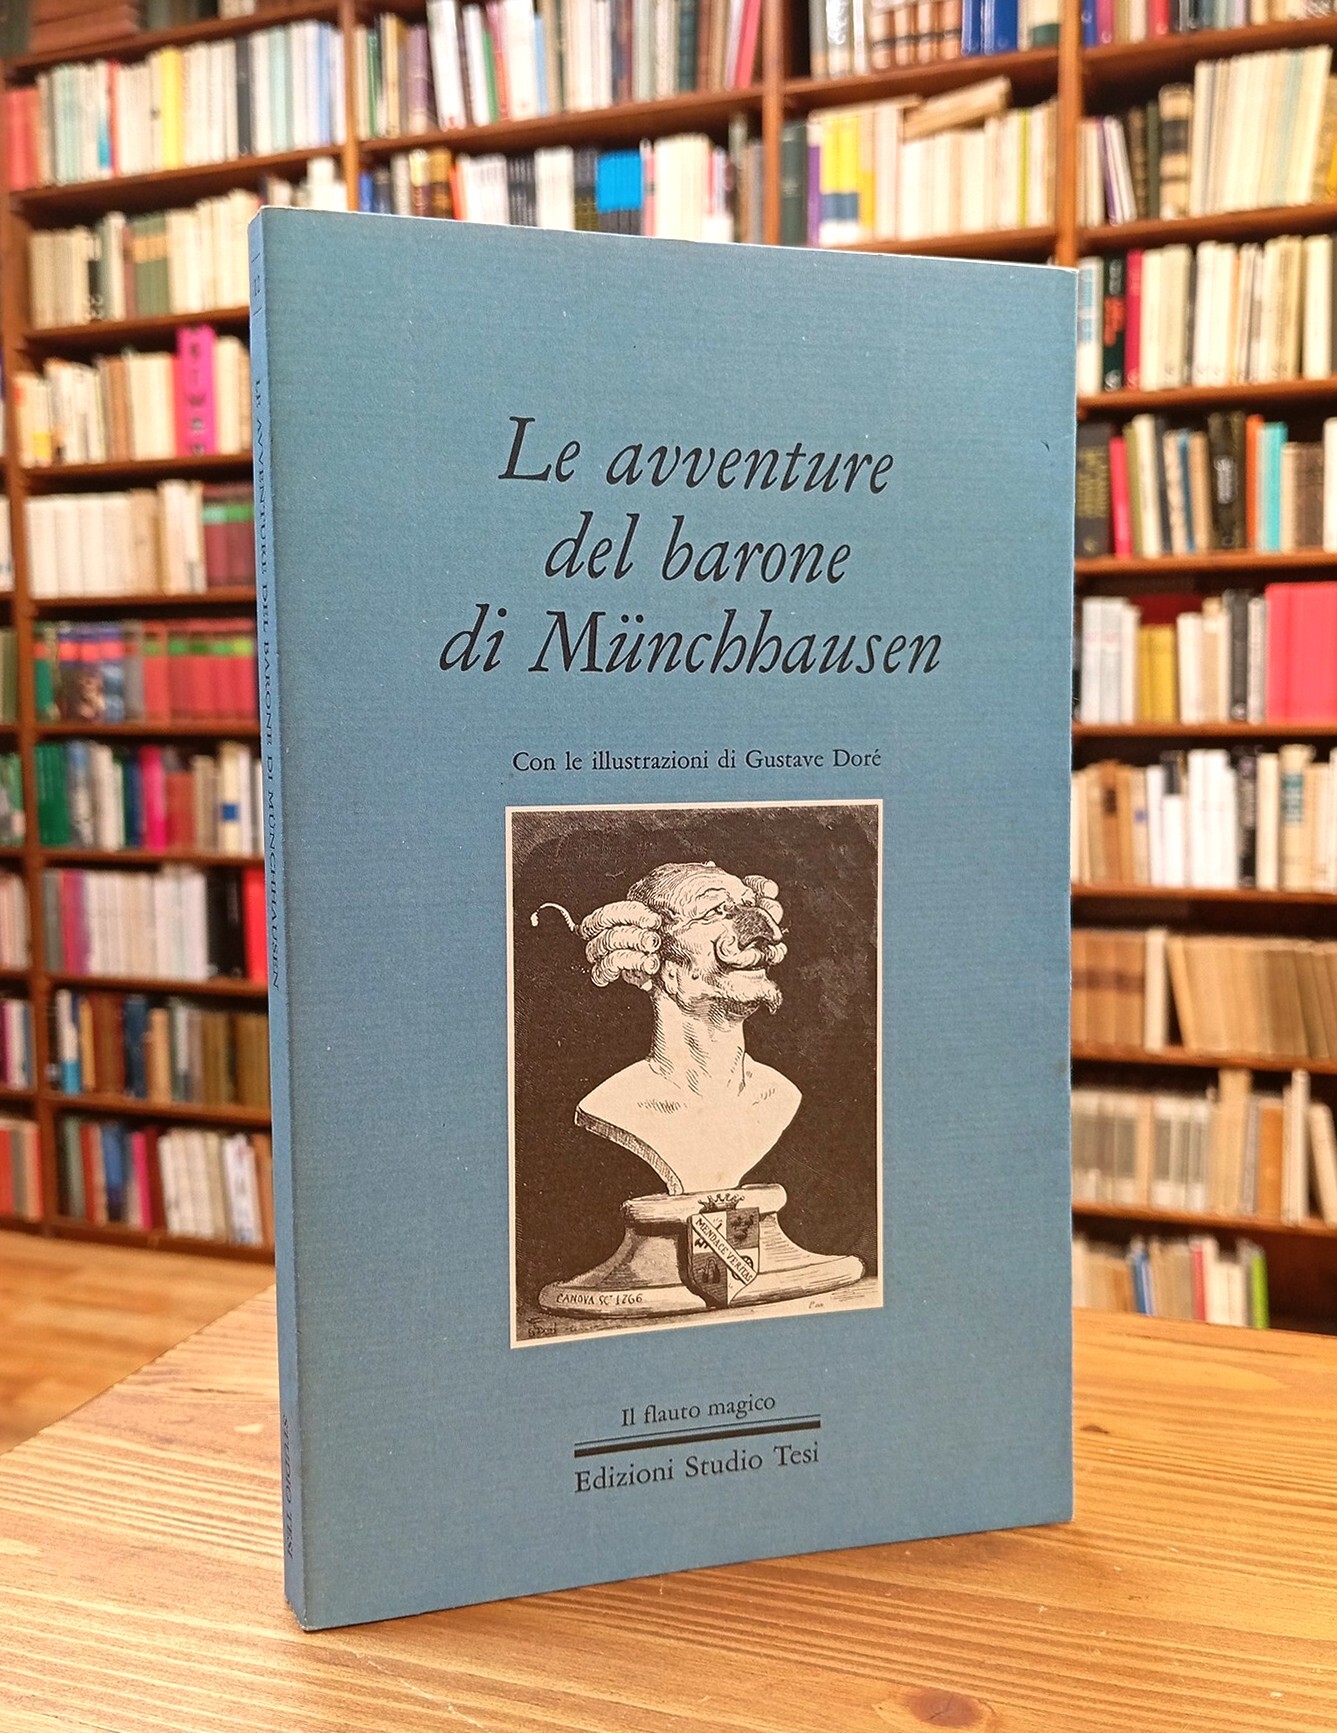 Le avventure
del barone
di Münchhausen
Con le illustrazioni di Gustave Doré
MENDACE VERITAS
CANOVA SC.T 1766
G Doré
Il flauto magico
Edizioni Studio Tesi
LE AVVENTURE DEL BARONE DI MÜNCHHAUSEN
STUDIO TESI